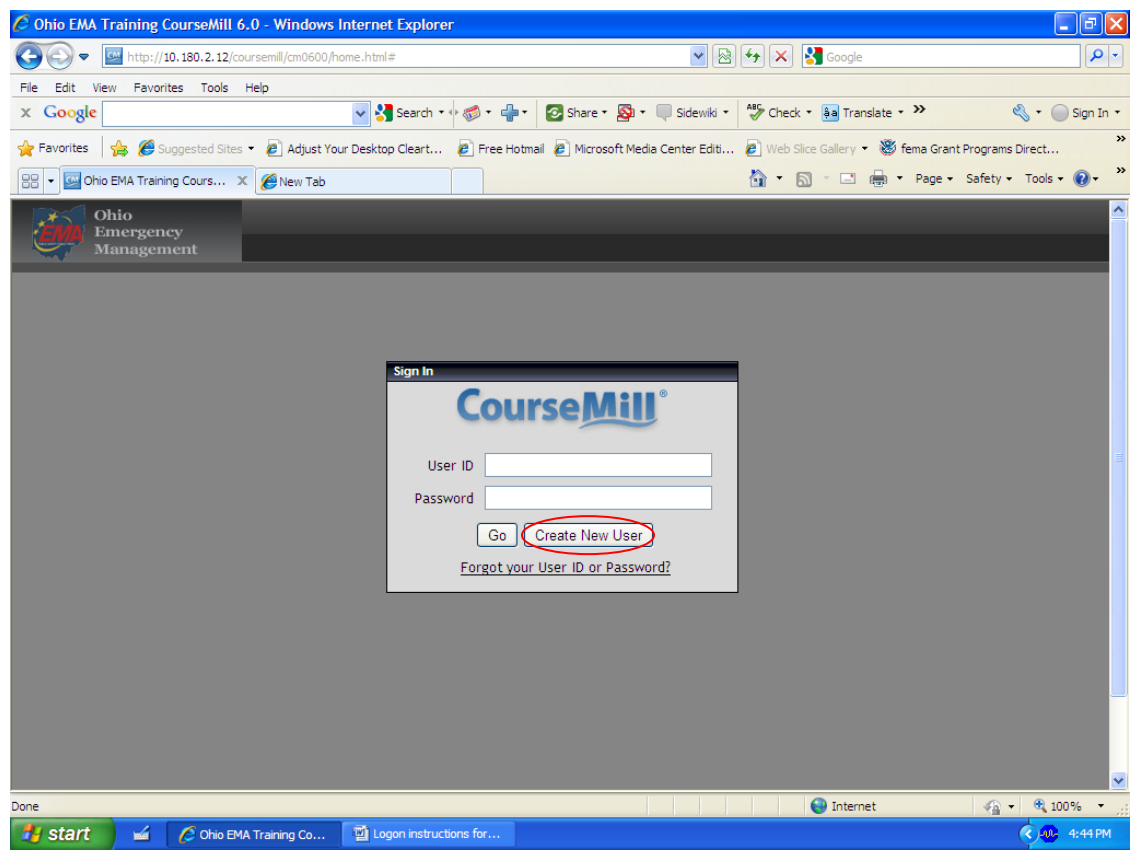 Ohio EMA Training CourseMill 6.0 - Windows Internet Explorer
http://10.180.2.12/coursemill/cm0600/home.html#
Google
File Edit View Favorites Tools Help
x Google Search Share Sidewiki ABC Check âa Translate >> Sign In
Favorites Suggested Sites Adjust Your Desktop Cleart... Free Hotmail Microsoft Media Center Editi... Web Slice Gallery fema Grant Programs Direct... >>
CM Ohio EMA Training Cours... X New Tab Page Safety Tools >>
EMA
Ohio
Emergency
Management
Sign In
CourseMill®
User ID
Password
Go Create New User
Forgot your User ID or Password?
Done Internet 100%
start Ohio EMA Training Co... Logon instructions for... 4:44 PM